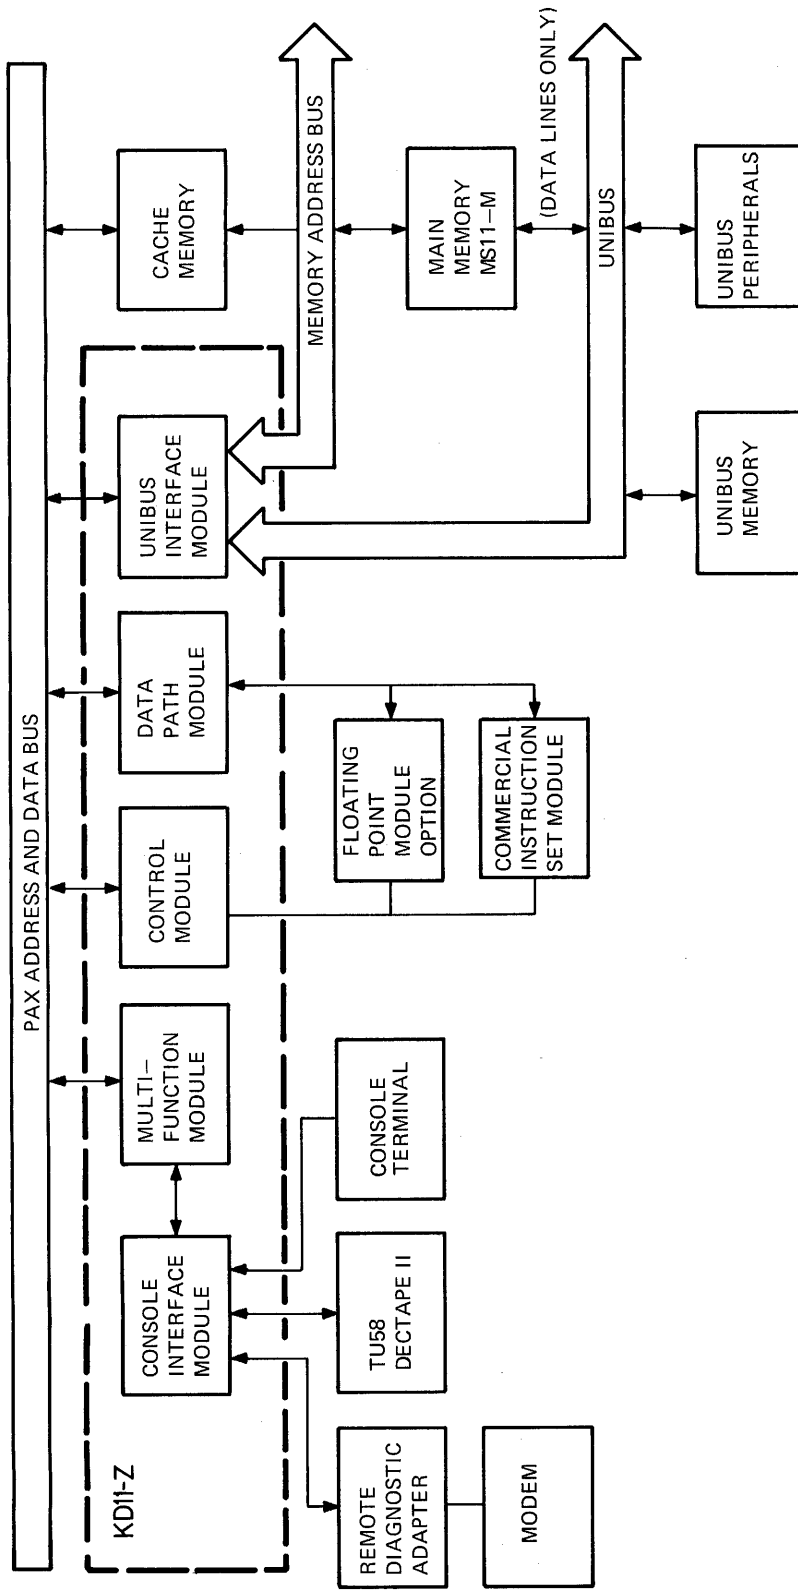 PAX ADDRESS AND DATA BUS
KD11-Z
CONSOLE
INTERFACE
MODULE
MULTI–
FUNCTION
MODULE
CONTROL
MODULE
DATA
PATH
MODULE
UNIBUS
INTERFACE
MODULE
CACHE
MEMORY
MEMORY ADDRESS BUS
REMOTE
DIAGNOSTIC
ADAPTER
TU58
DECTAPE II
CONSOLE
TERMINAL
FLOATING
POINT
MODULE
OPTION
MAIN
MEMORY
MS11–M
MODEM
COMMERCIAL
INSTRUCTION
SET MODULE
(DATA LINES ONLY)
UNIBUS
UNIBUS
MEMORY
UNIBUS
PERIPHERALS